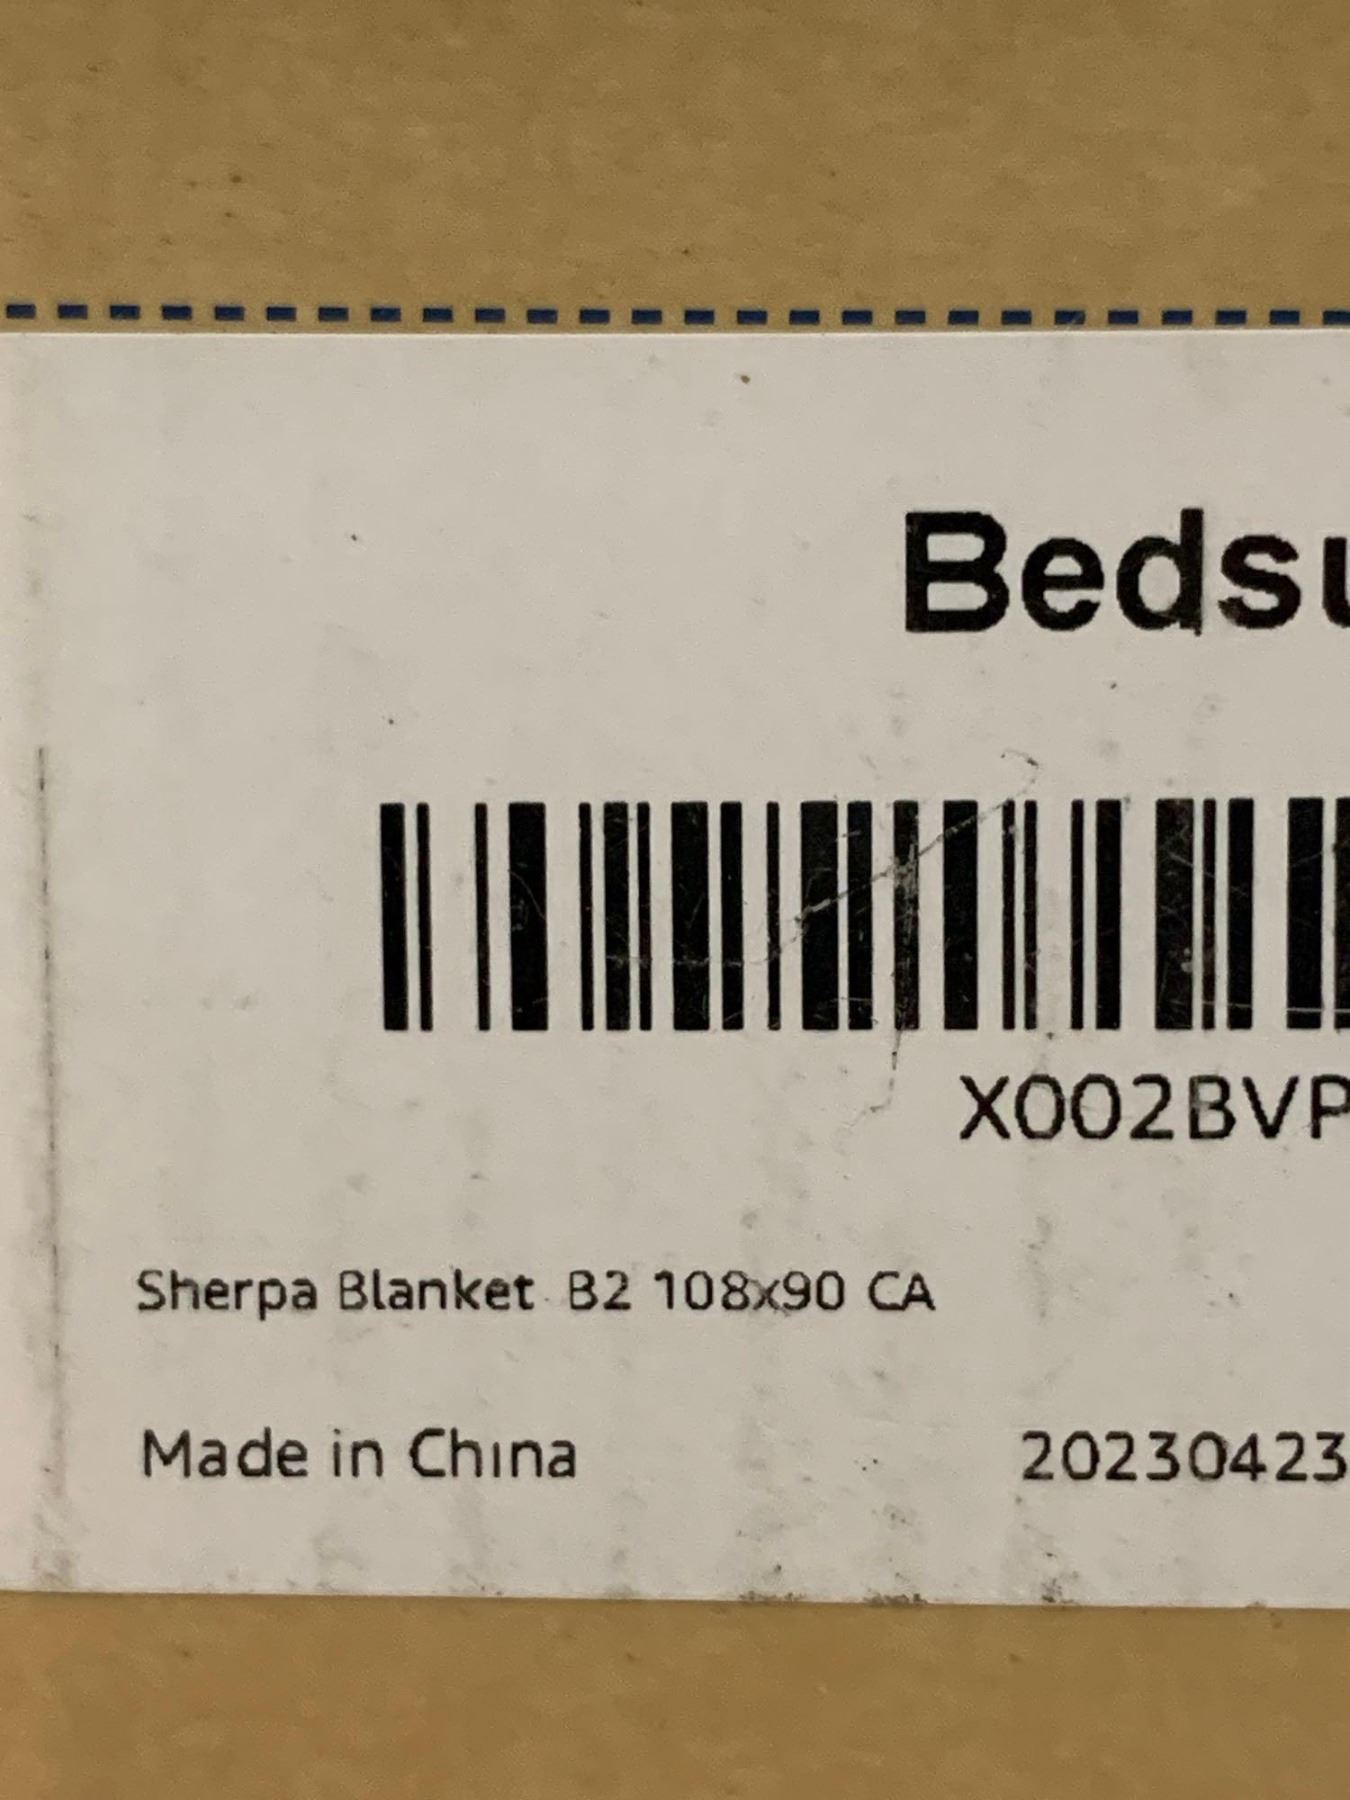 Bedsu
X002BVP
Sherpa Blanket B2 108x90 CA
Made in China 20230423